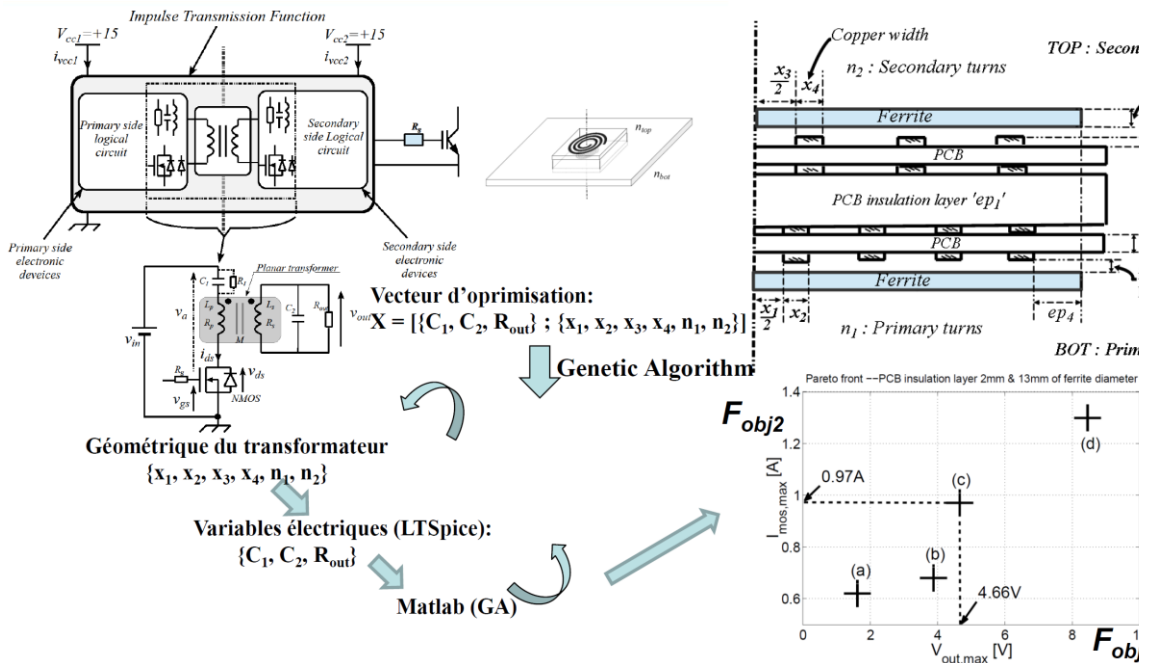 Impulse Transmission Function
Vcc1=+15
ivcc1
Vcc2=+15
ivcc2
Primary side
logical
circuit
Secondary
side Logical
circuit
Rg
Primary side
electronic
deveices
Secondary side
electronic
devices
ntop
nbot
C1
R1
Planar transformer
va
vin
Lp
Rp
M
Ls
Rs
C2
Rout
vout
ids
vds
Rg
vgs
NMOS
Copper width
TOP : Secon
n2 : Secondary turns
x3
2
x4
Ferrite
PCB
PCB insulation layer 'ep1'
PCB
Ferrite
x1
2
x2
n1 : Primary turns
ep4
BOT : Prim
Vecteur d'oprimisation:
X = [{C1, C2, Rout} ; {x1, x2, x3, x4, n1, n2}]
Genetic Algorithm
Géométrique du transformateur
{x1, x2, x3, x4, n1, n2}
Variables électriques (LTSpice):
{C1, C2, Rout}
Matlab (GA)
Pareto front −−PCB insulation layer 2mm & 13mm of ferrite diameter
Fobj2
Imos,max [A]
1.4
1.2
1
0.8
0.6
0.97A
(a)
(b)
(c)
(d)
4.66V
0
2
4
6
8
Vout,max [V]
Fobj